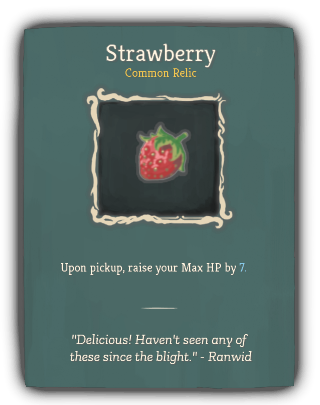 Strawberry
Common Relic
Upon pickup, raise your Max HP by 7.
"Delicious! Haven't seen any of
these since the blight." - Ranwid